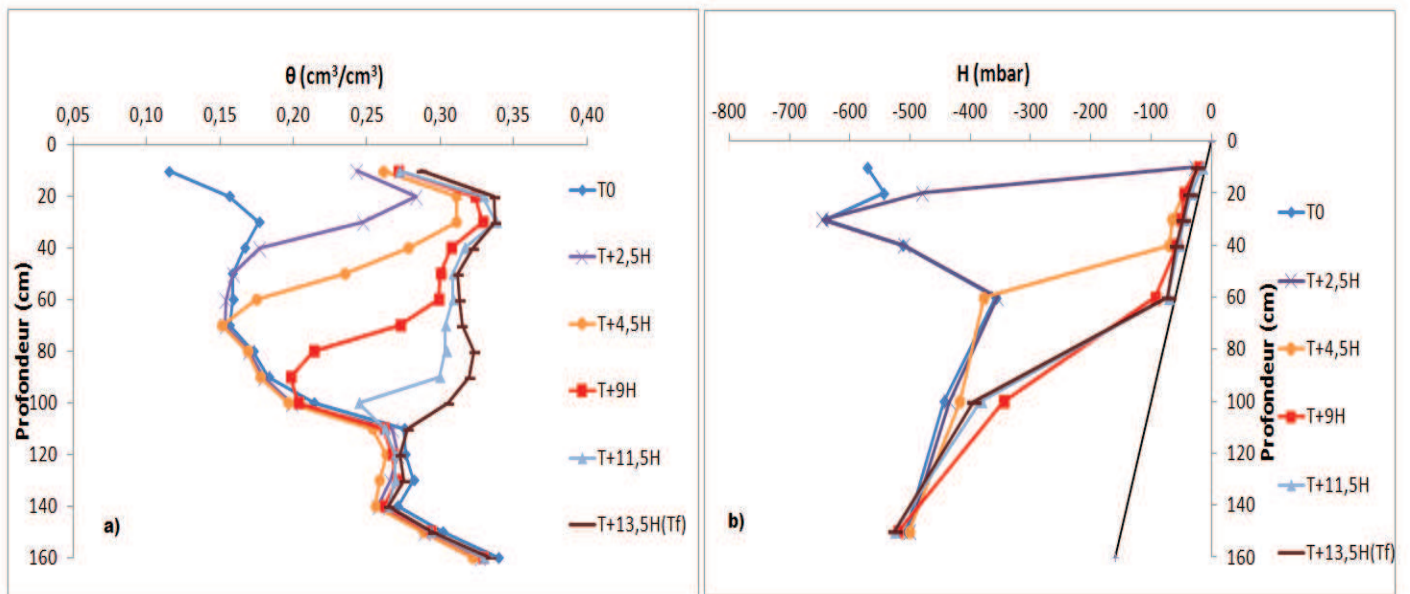 θ (cm³/cm³)
0,05 0,10 0,15 0,20 0,25 0,30 0,35 0,40
0
20
40
60
80
100
120
140
160
Profondeur (cm)
T0
T+2,5H
T+4,5H
T+9H
T+11,5H
T+13,5H(Tf)
a)
H (mbar)
-800 -700 -600 -500 -400 -300 -200 -100 0
0
20
40
60
80
100
120
140
160
Profondeur (cm)
T0
T+2,5H
T+4,5H
T+9H
T+11,5H
T+13,5H(Tf)
b)